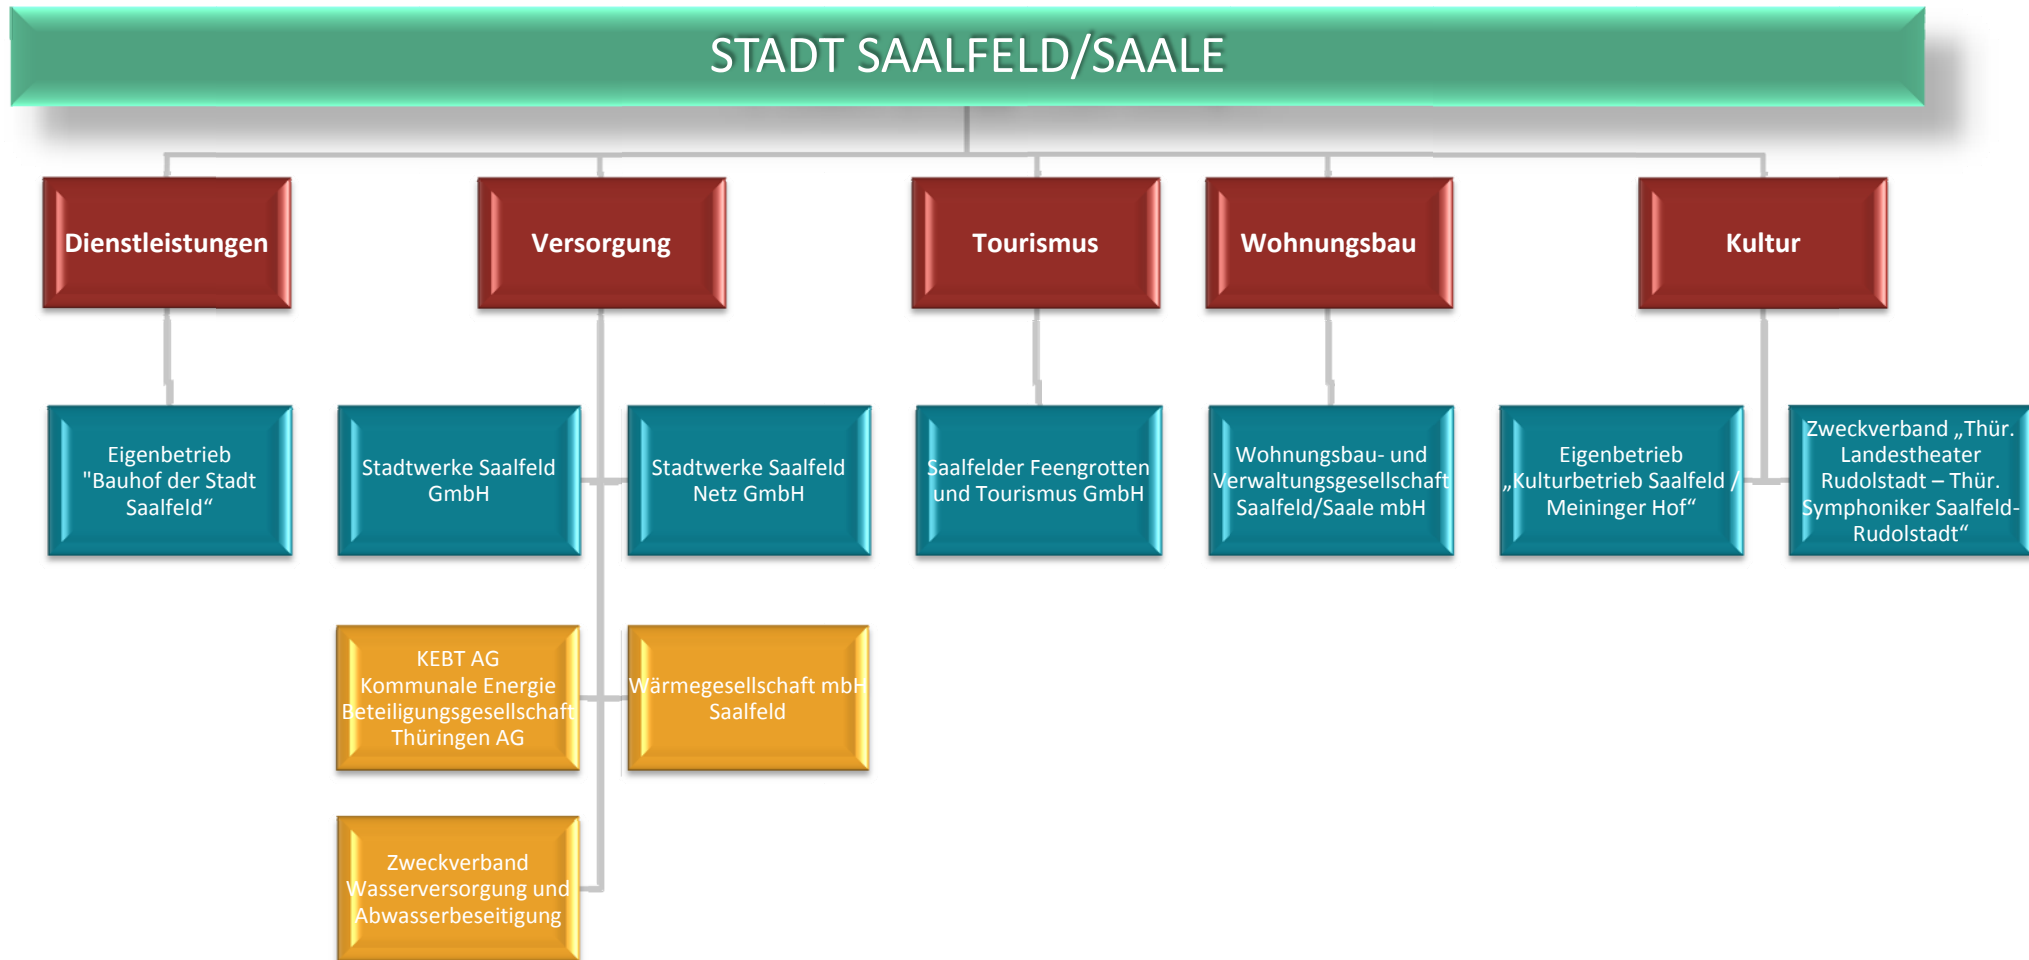 STADT SAALFELD/SAALE
Dienstleistungen
Versorgung
Tourismus
Wohnungsbau
Kultur
Eigenbetrieb
"Bauhof der Stadt
Saalfeld“
Stadtwerke Saalfeld
GmbH
Stadtwerke Saalfeld
Netz GmbH
Saalfelder Feengrotten
und Tourismus GmbH
Wohnungsbau- und
Verwaltungsgesellschaft
Saalfeld/Saale mbH
Eigenbetrieb
„Kulturbetrieb Saalfeld /
Meininger Hof“
Zweckverband „Thür.
Landestheater
Rudolstadt – Thür.
Symphoniker Saalfeld-
Rudolstadt“
KEBT AG
Kommunale Energie
Beteiligungsgesellschaft
Thüringen AG
Wärmegesellschaft mbH
Saalfeld
Zweckverband
Wasserversorgung und
Abwasserbeseitigung